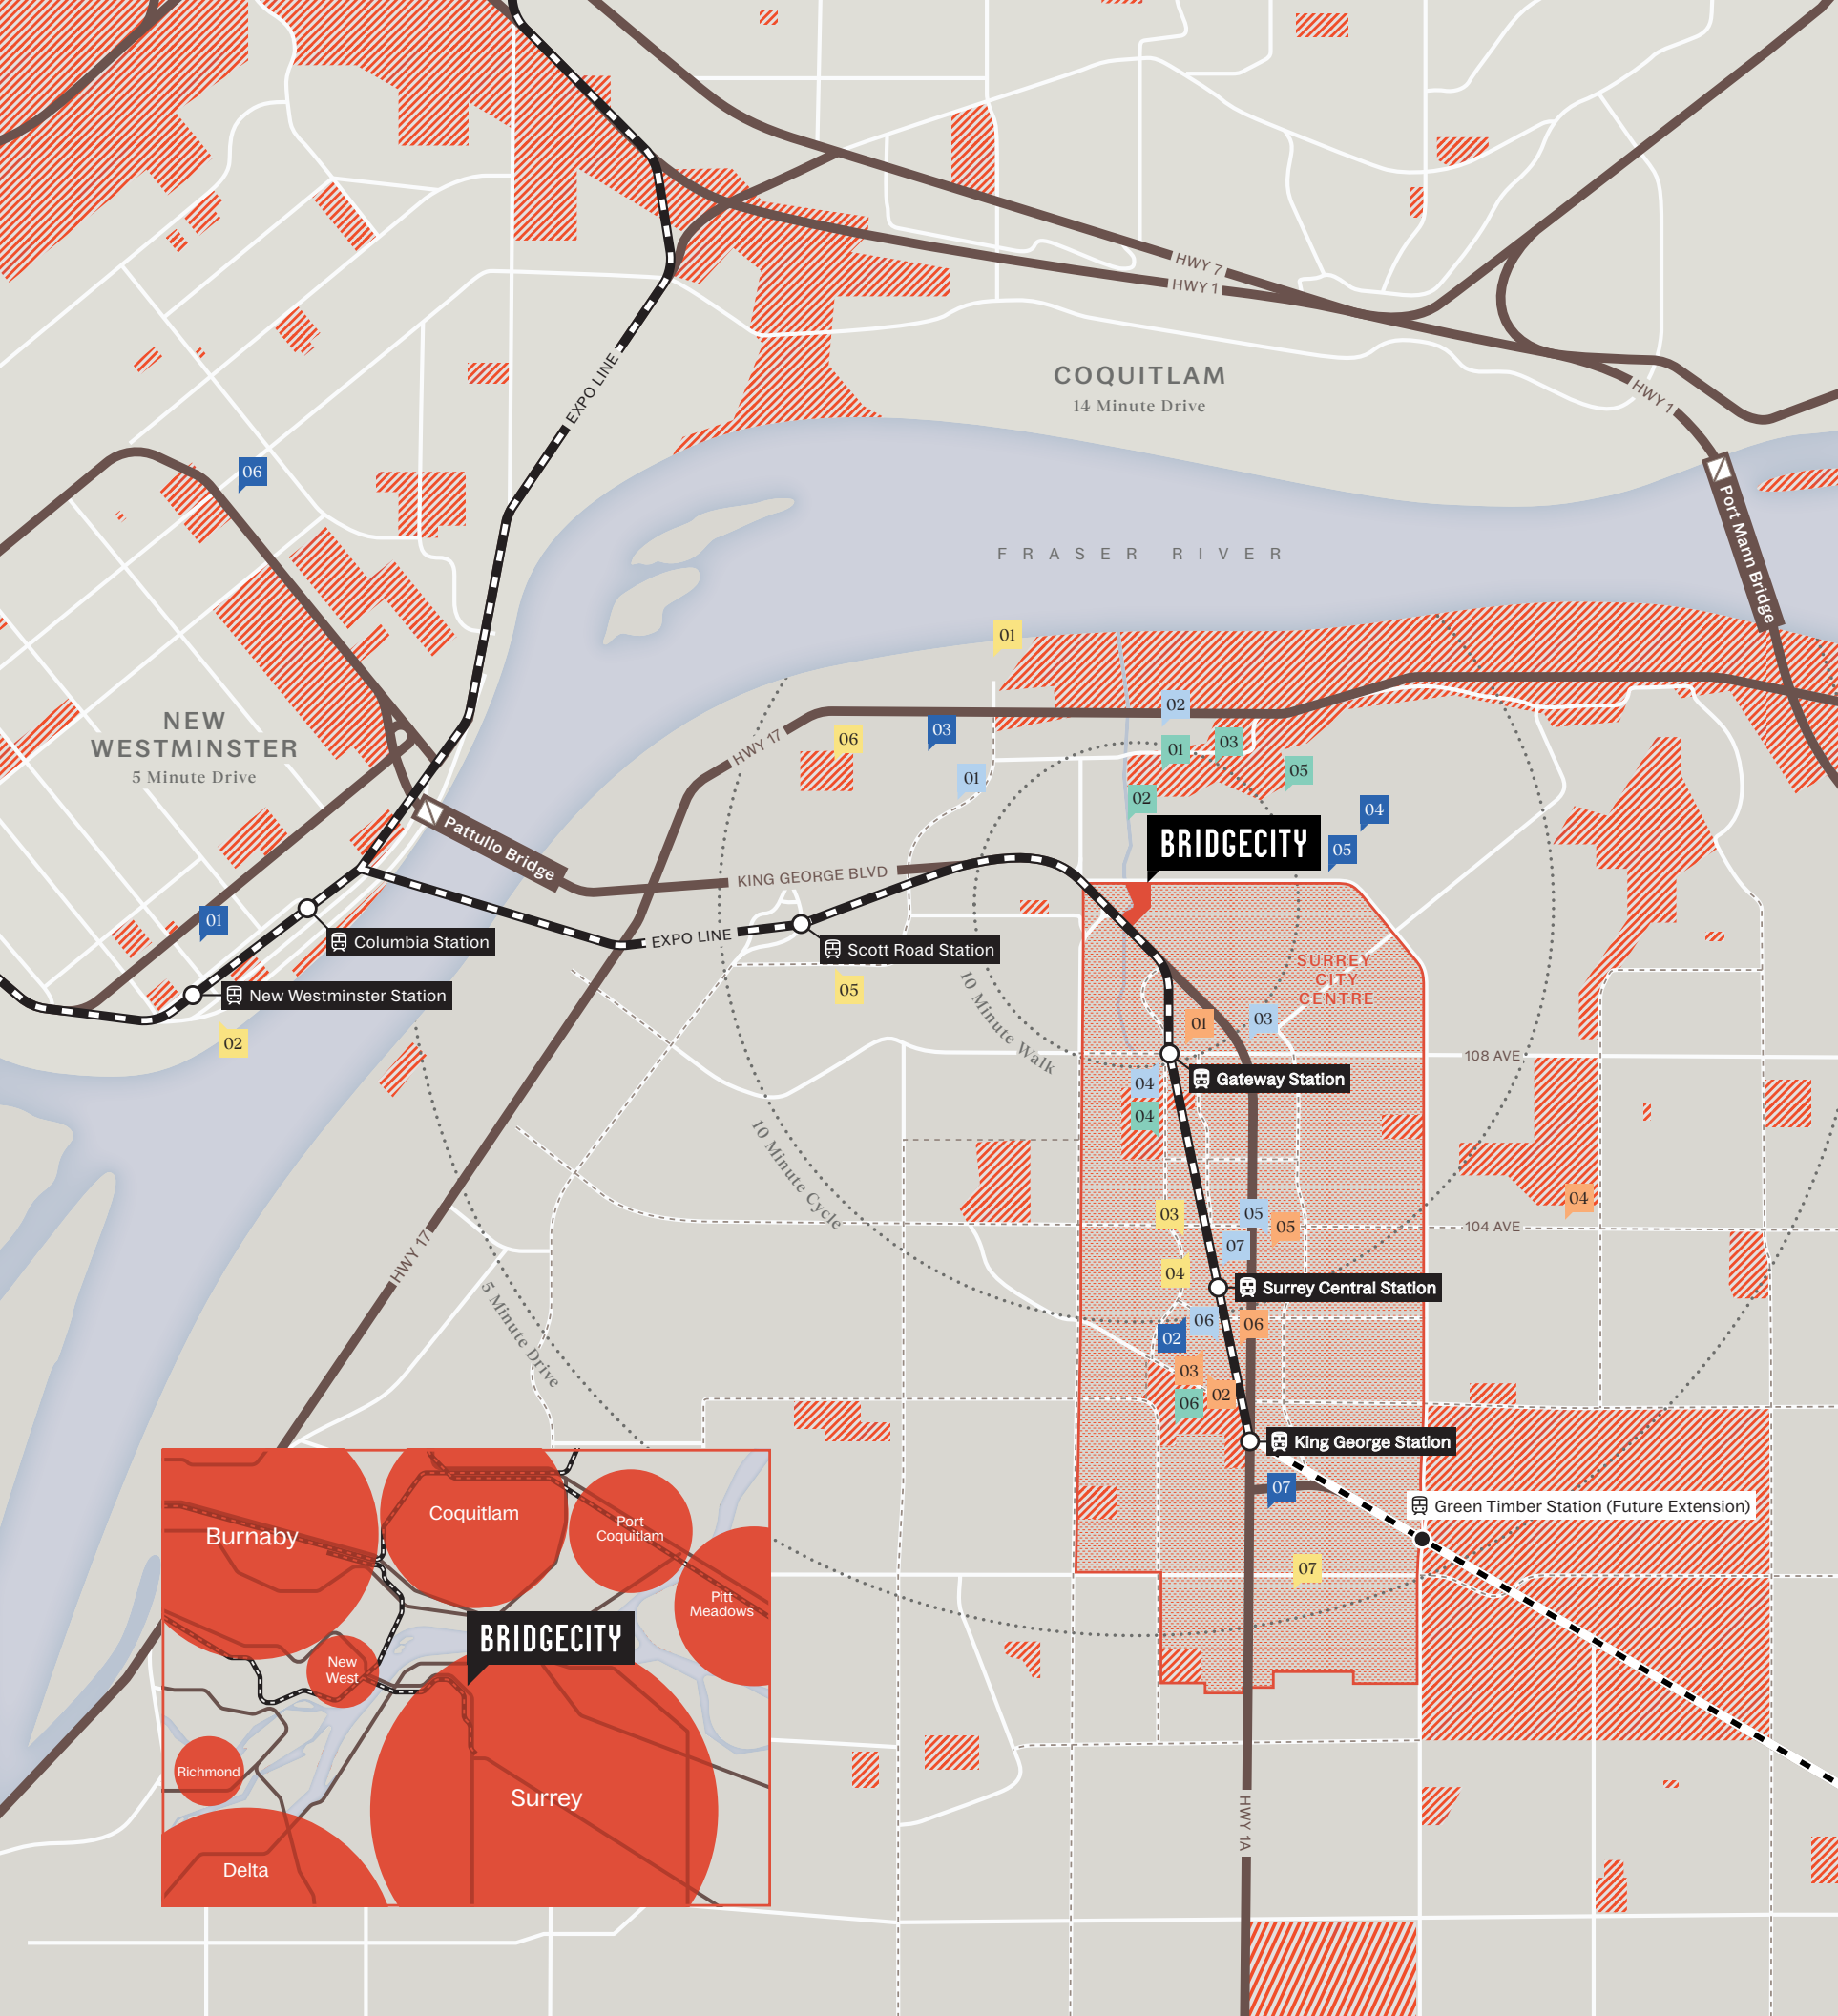 HWY 7
HWY 1
EXPO LINE
COQUITLAM
14 Minute Drive
HWY 1
06
Port Mann Bridge
FRASER RIVER
01
02
NEW
WESTMINSTER
5 Minute Drive
03
06
HWY 17
01
03
01
05
02
04
Pattullo Bridge
BRIDGECITY
05
KING GEORGE BLVD
01
Columbia Station
EXPO LINE
Scott Road Station
SURREY
CITY
CENTRE
05
New Westminster Station
10 Minute Walk
01
03
02
108 AVE
Gateway Station
04
04
10 Minute Cycle
04
03
05
05
104 AVE
07
HWY 17
04
Surrey Central Station
5 Minute Drive
06
06
02
03
02
06
King George Station
07
Green Timber Station (Future Extension)
07
Burnaby
Coquitlam
Port
Coquitlam
Pitt
Meadows
BRIDGECITY
New
West
Richmond
Surrey
Delta
HWY 1A